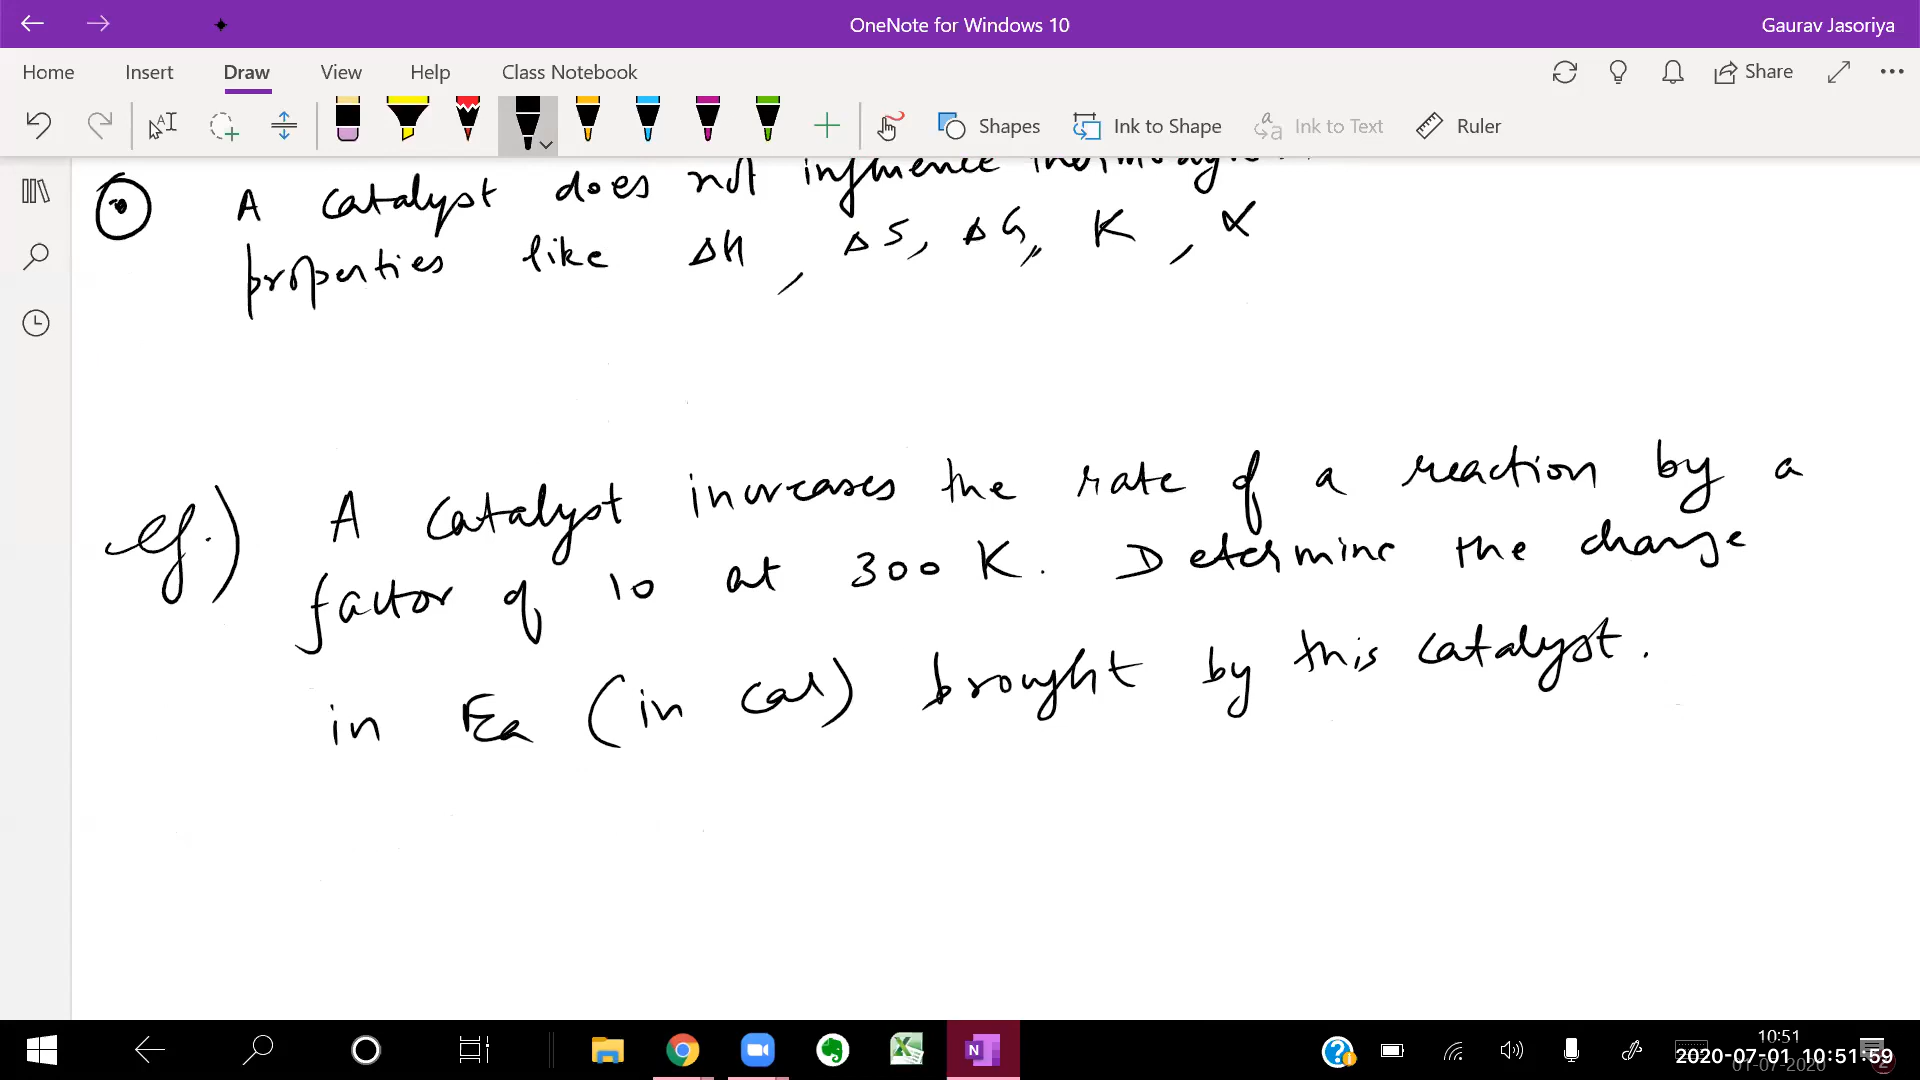 OneNote for Windows 10
Gaurav Jasoriya
Home Insert Draw View Help Class Notebook Share
Shapes Ink to Shape Ink to Text Ruler
A catalyst does not influence
properties like ΔH, ΔS, ΔG, K, α
eg.) A catalyst increases the rate of a reaction by a
factor of 10 at 300 K. Determine the change
in Ea (in cal) brought by this catalyst.
10:51
2020-07-01 10:51:59
01-07-2020